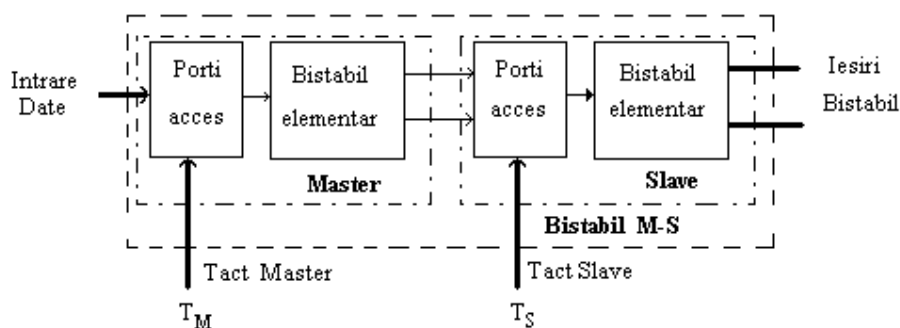 Intrare
Date
Porti
acces
Bistabil
elementar
Master
Porti
acces
Bistabil
elementar
Slave
Bistabil M-S
Iesiri
Bistabil
Tact Master
T_M
Tact Slave
T_S